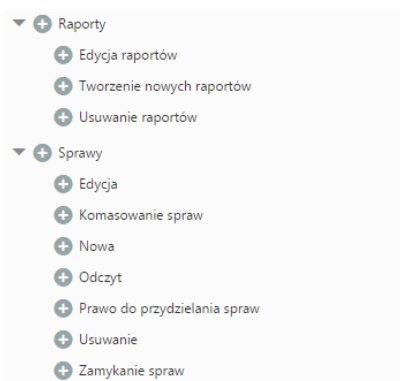 Raporty
Edycja raportów
Tworzenie nowych raportów
Usuwanie raportów
Sprawy
Edycja
Komasowanie spraw
Nowa
Odczyt
Prawo do przydzielania spraw
Usuwanie
Zamykanie spraw